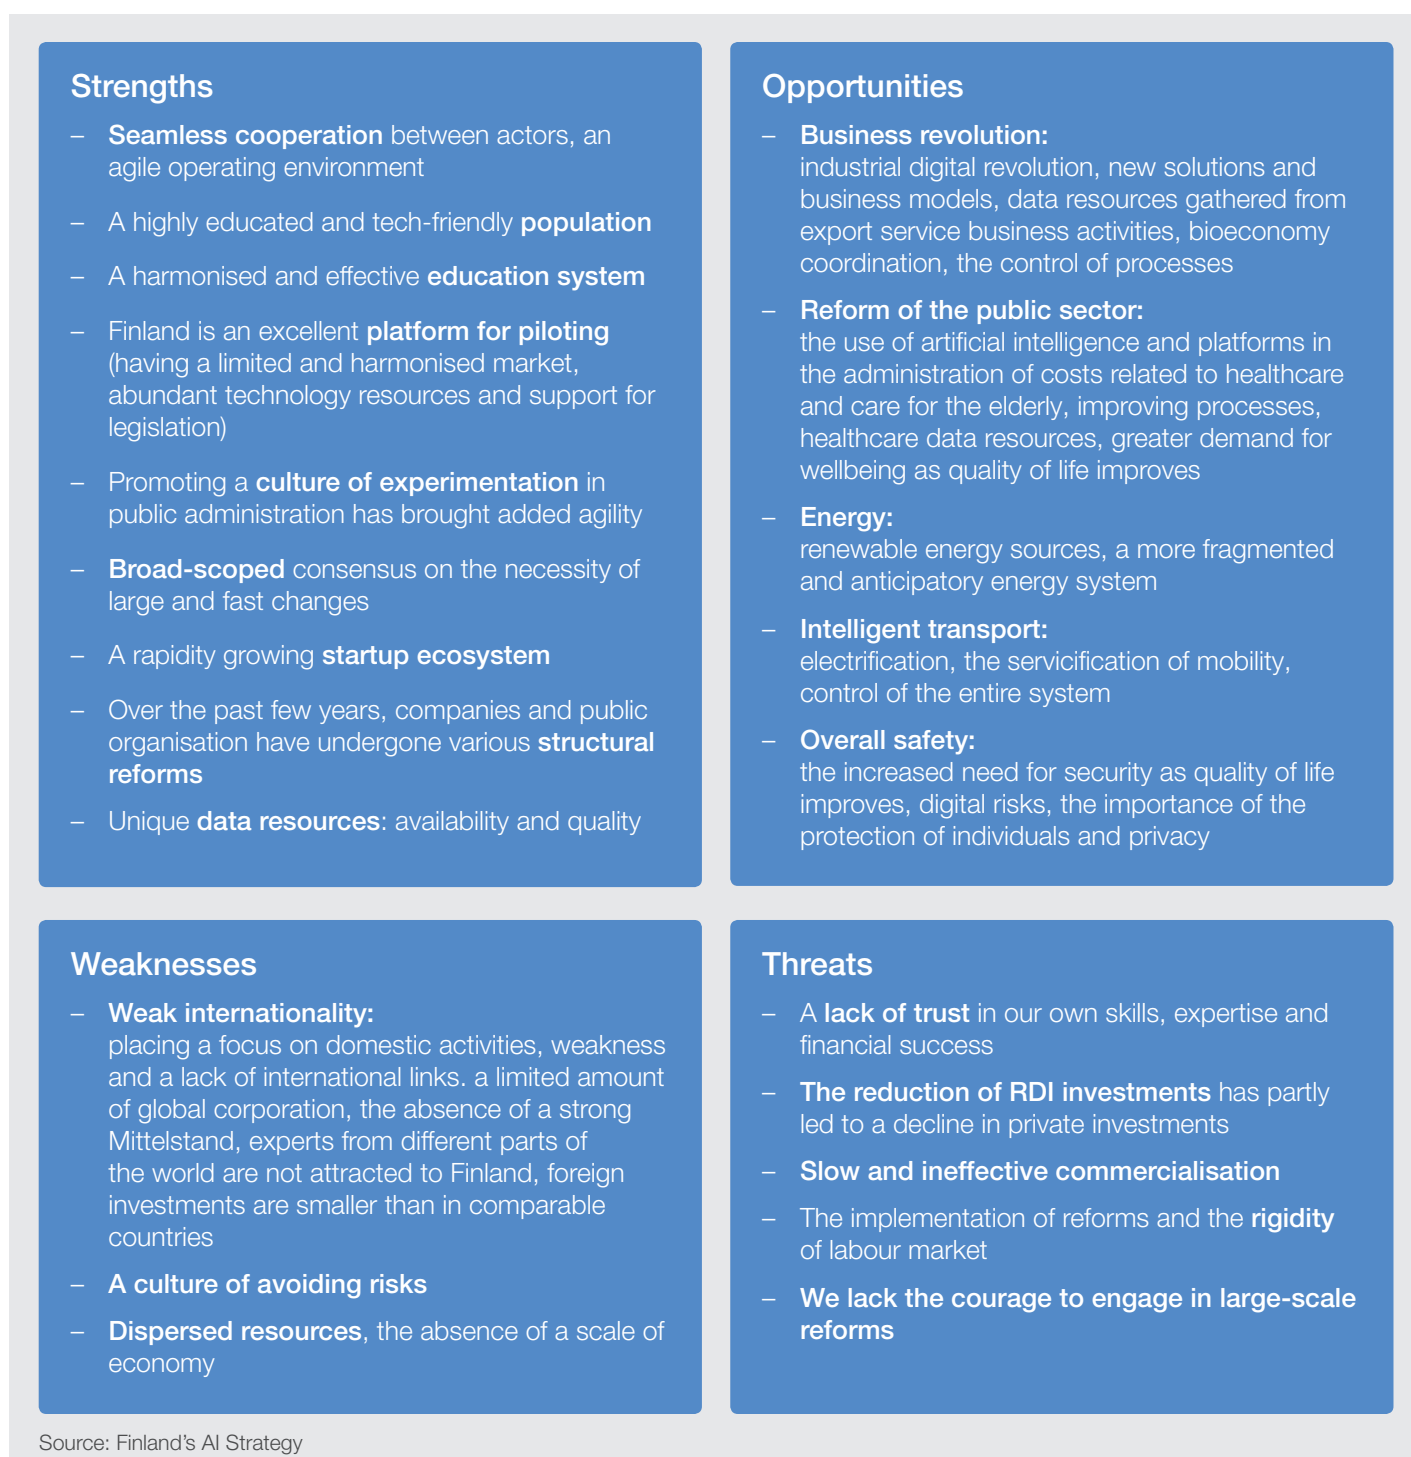 Strengths
– Seamless cooperation between actors, an
agile operating environment
– A highly educated and tech-friendly population
– A harmonised and effective education system
– Finland is an excellent platform for piloting
(having a limited and harmonised market,
abundant technology resources and support for
legislation)
– Promoting a culture of experimentation in
public administration has brought added agility
– Broad-scoped consensus on the necessity of
large and fast changes
– A rapidity growing startup ecosystem
– Over the past few years, companies and public
organisation have undergone various structural
reforms
– Unique data resources: availability and quality
Opportunities
– Business revolution:
industrial digital revolution, new solutions and
business models, data resources gathered from
export service business activities, bioeconomy
coordination, the control of processes
– Reform of the public sector:
the use of artificial intelligence and platforms in
the administration of costs related to healthcare
and care for the elderly, improving processes,
healthcare data resources, greater demand for
wellbeing as quality of life improves
– Energy:
renewable energy sources, a more fragmented
and anticipatory energy system
– Intelligent transport:
electrification, the servicification of mobility,
control of the entire system
– Overall safety:
the increased need for security as quality of life
improves, digital risks, the importance of the
protection of individuals and privacy
Weaknesses
– Weak internationality:
placing a focus on domestic activities, weakness
and a lack of international links. a limited amount
of global corporation, the absence of a strong
Mittelstand, experts from different parts of
the world are not attracted to Finland, foreign
investments are smaller than in comparable
countries
– A culture of avoiding risks
– Dispersed resources, the absence of a scale of
economy
Threats
– A lack of trust in our own skills, expertise and
financial success
– The reduction of RDI investments has partly
led to a decline in private investments
– Slow and ineffective commercialisation
– The implementation of reforms and the rigidity
of labour market
– We lack the courage to engage in large-scale
reforms
Source: Finland's AI Strategy